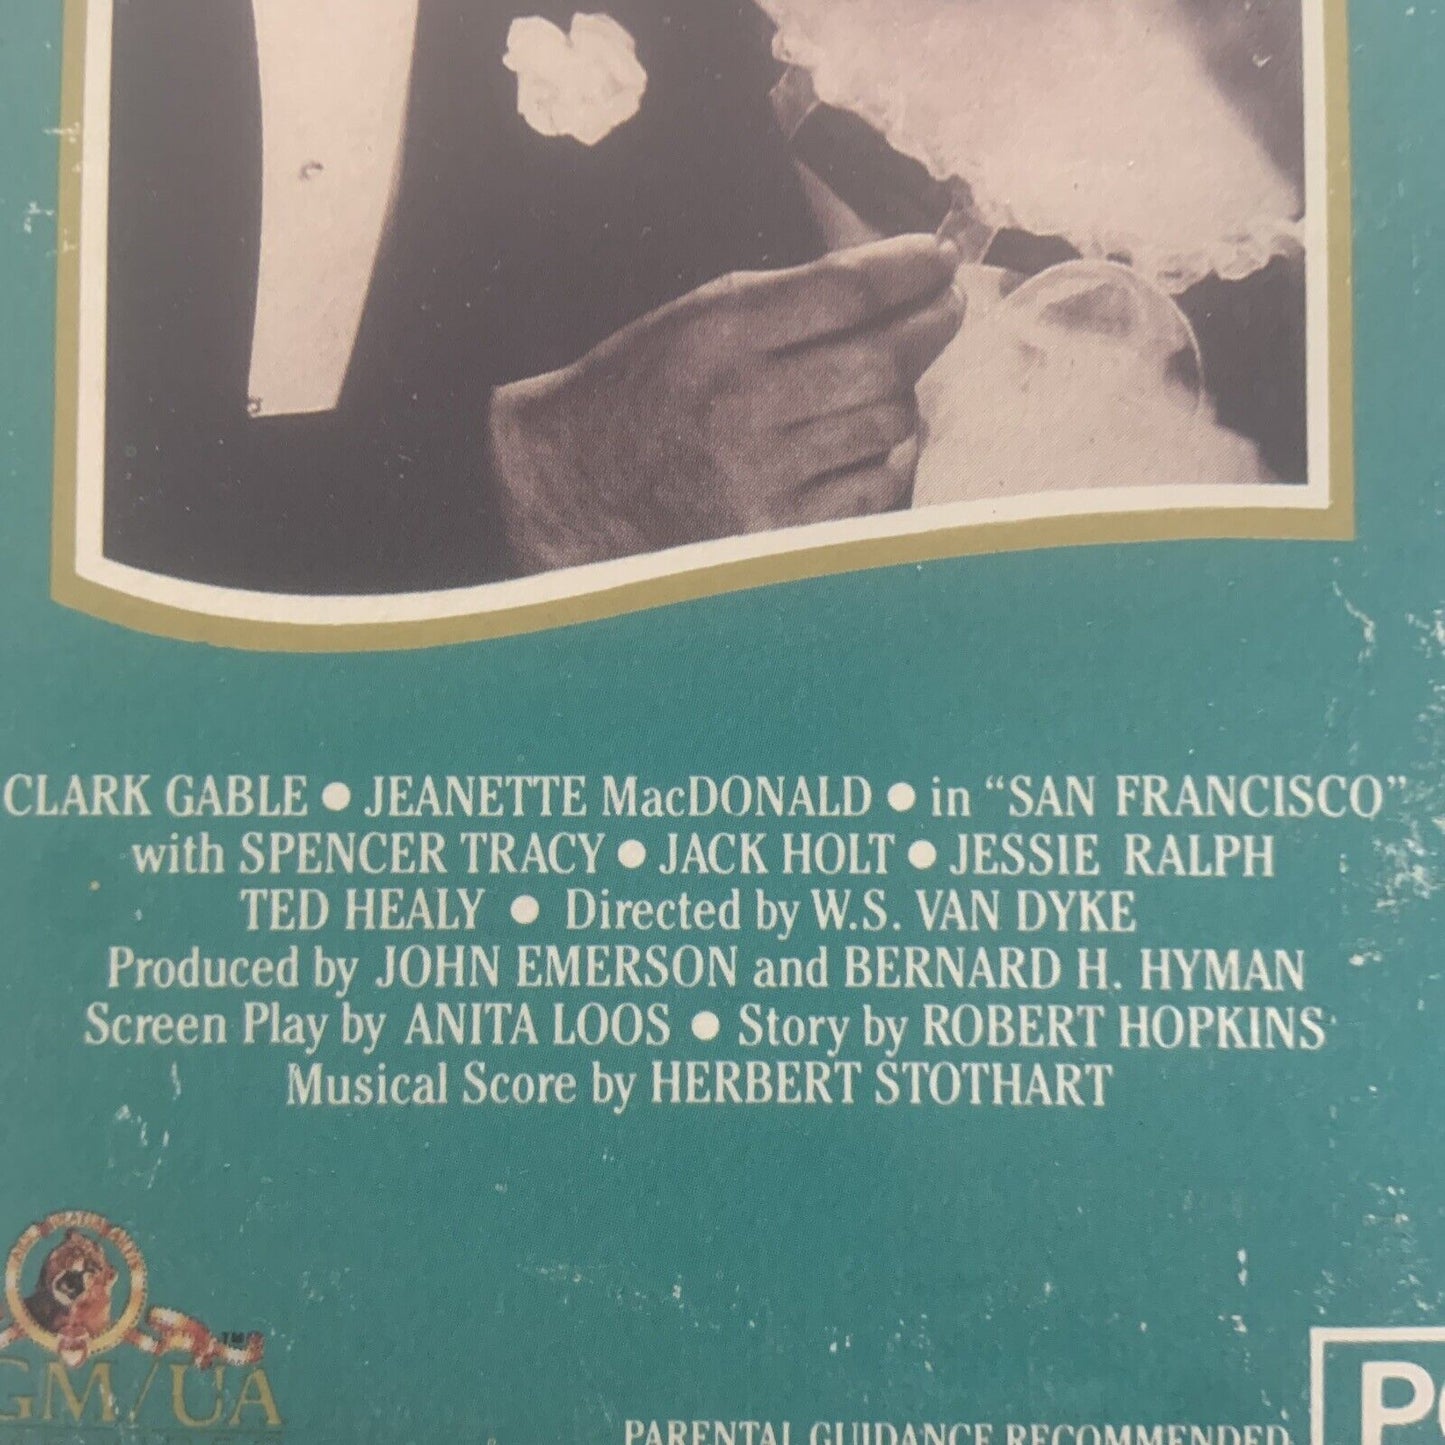 CLARK GABLE ● JEANETTE MacDONALD ● in “SAN FRANCISCO”
with SPENCER TRACY ● JACK HOLT ● JESSIE RALPH
TED HEALY ● Directed by W.S. VAN DYKE
Produced by JOHN EMERSON and BERNARD H. HYMAN
Screen Play by ANITA LOOS ● Story by ROBERT HOPKINS
Musical Score by HERBERT STOTHART
TM
GM/UA
PARENTAL GUIDANCE RECOMMENDED